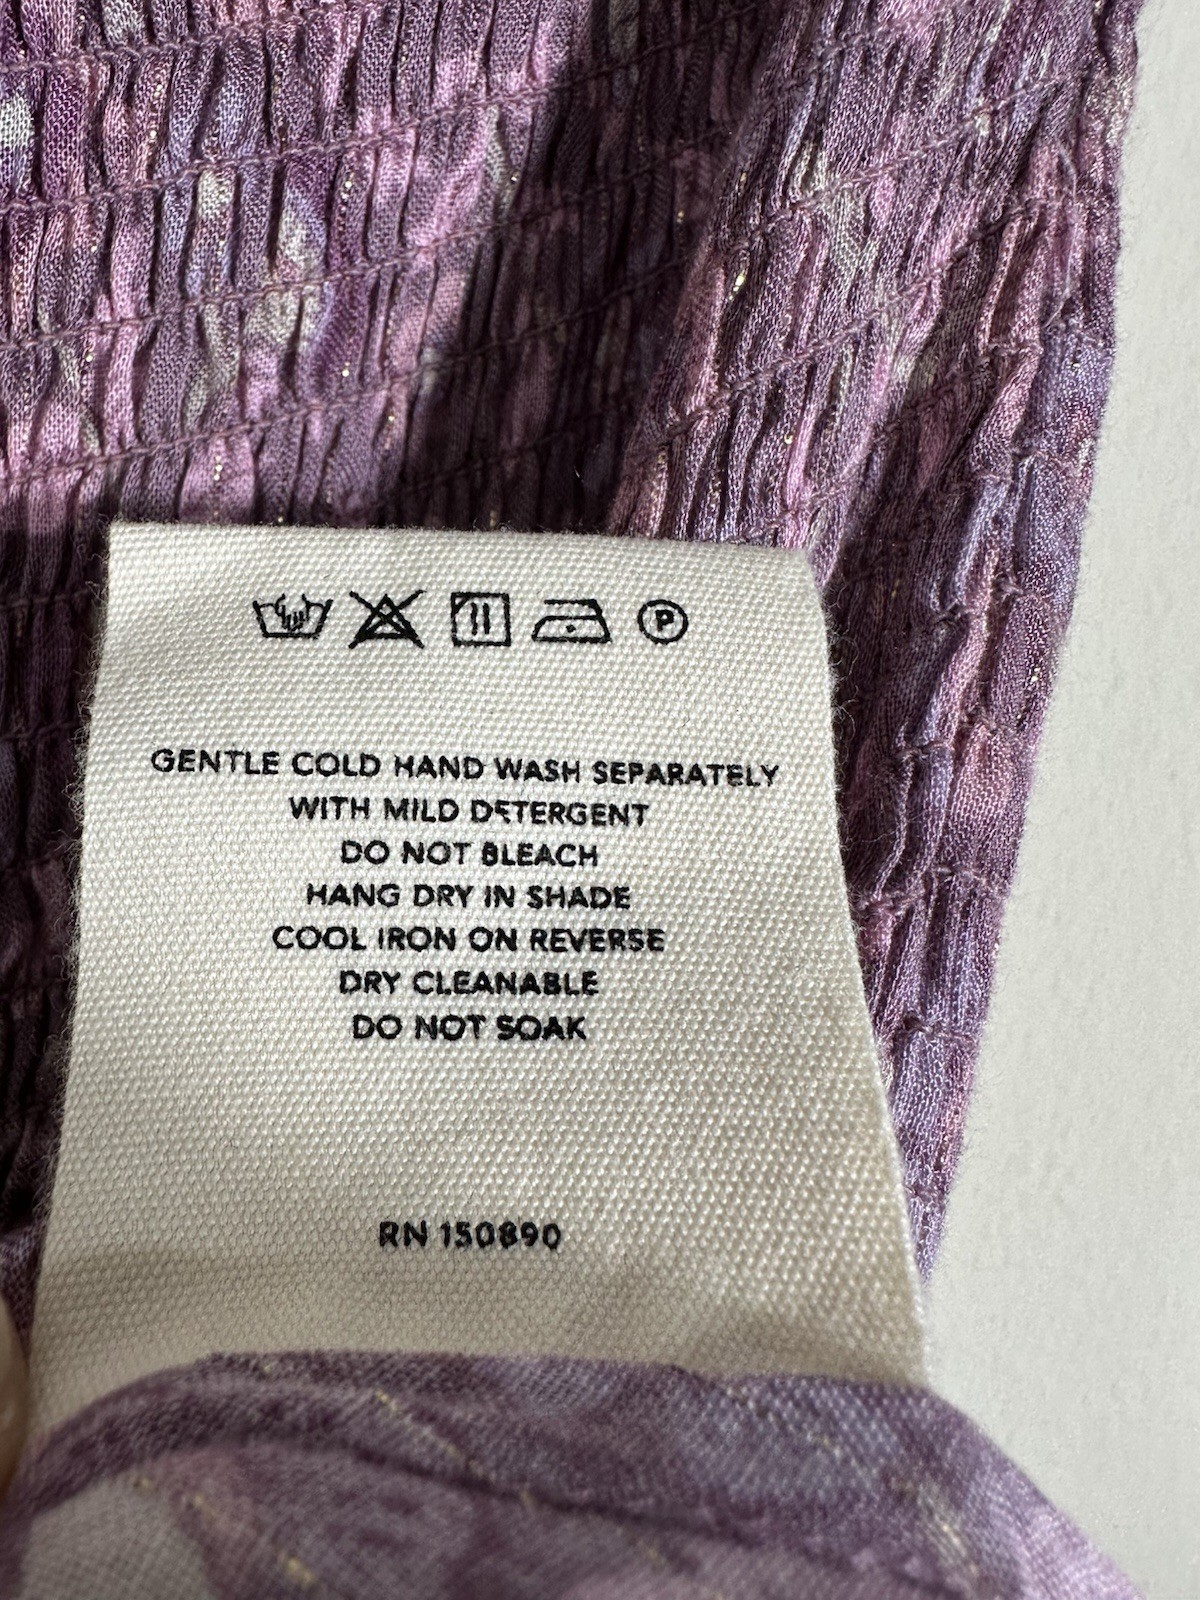 P
GENTLE COLD HAND WASH SEPARATELY
WITH MILD DETERGENT
DO NOT BLEACH
HANG DRY IN SHADE
COOL IRON ON REVERSE
DRY CLEANABLE
DO NOT SOAK
RN 150890